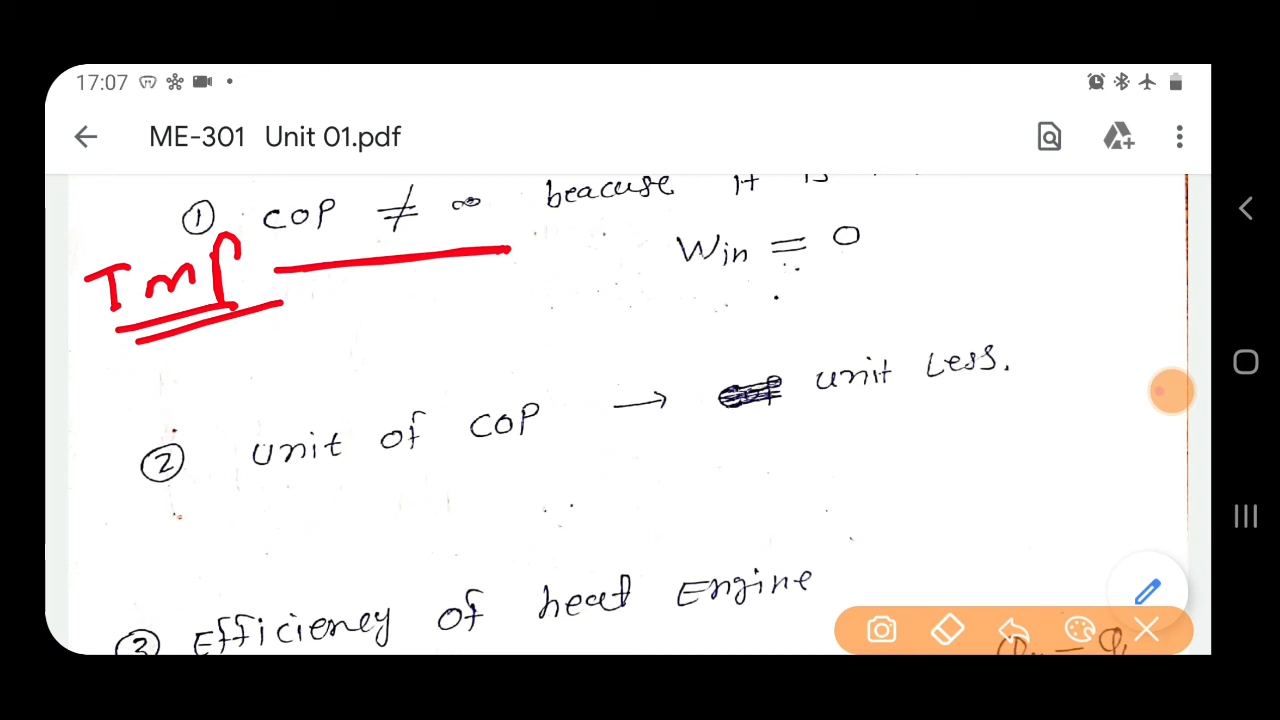 17:07
ME-301 Unit 01.pdf
① COP ≠ ∞ beacuse it is
Imp
Win = 0
② unit of COP → unit Less.
③ Efficiency of heat Engine